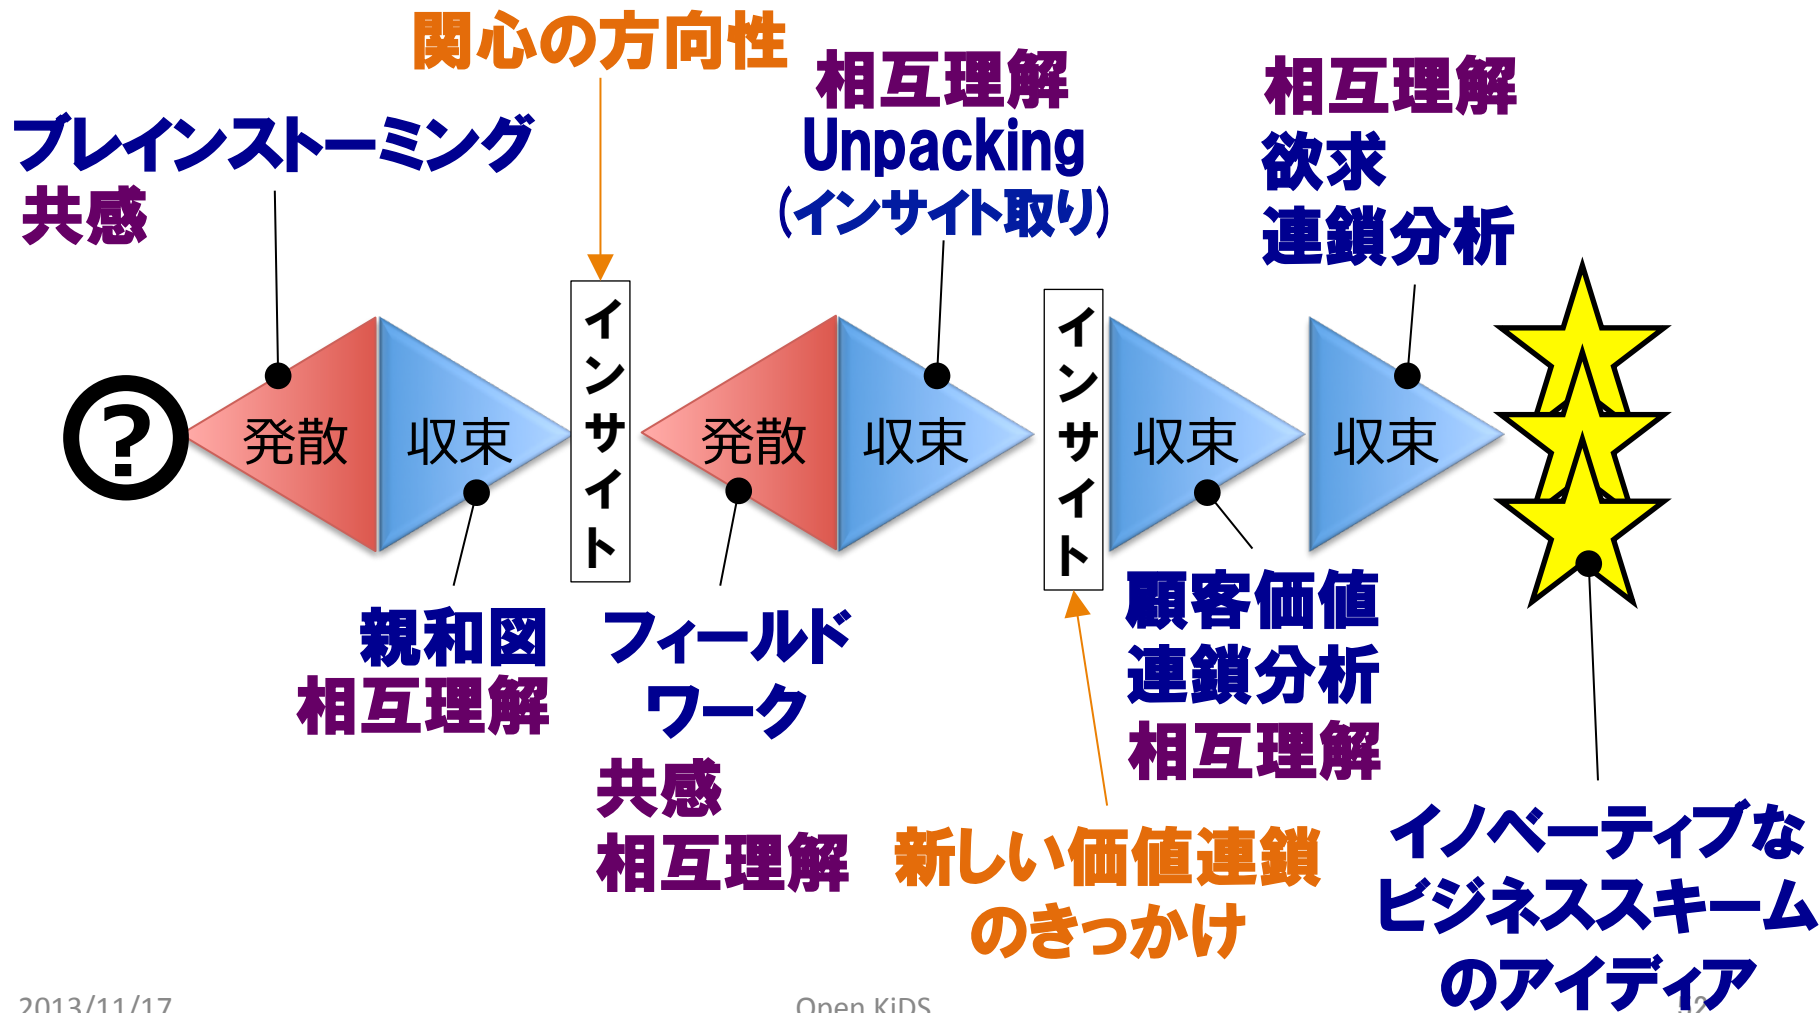 関心の方向性
ブレインストーミング
共感
相互理解
Unpacking
(インサイト取り)
相互理解
欲求
連鎖分析
?
発散
収束
インサイト
発散
収束
インサイト
収束
収束
親和図
相互理解
フィールド
ワーク
共感
相互理解
顧客価値
連鎖分析
相互理解
新しい価値連鎖
のきっかけ
イノベーティブな
ビジネススキーム
のアイディア
2013/11/17
Open KiDS
52